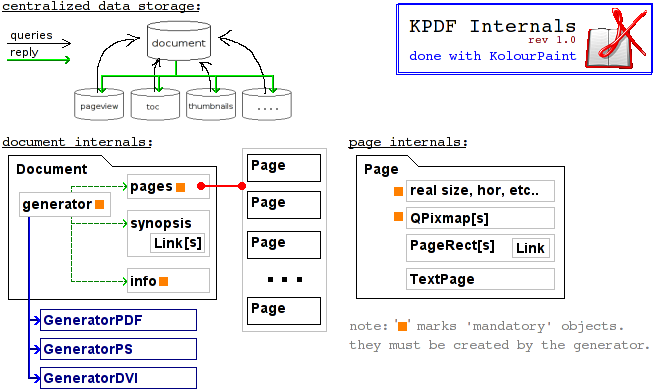 centralized data storage:
queries
reply
document
pageview
toc
thumbnails
....
KPDF Internals
rev 1.0
done with KolourPaint
document internals:
Document
generator
pages
synopsis
Link[s]
info
GeneratorPDF
GeneratorPS
GeneratorDVI
Page
Page
Page
...
Page
page internals:
Page
real size, hor, etc..
QPixmap[s]
PageRect[s]
Link
TextPage
note: ' ' marks 'mandatory' objects.
they must be created by the generator.